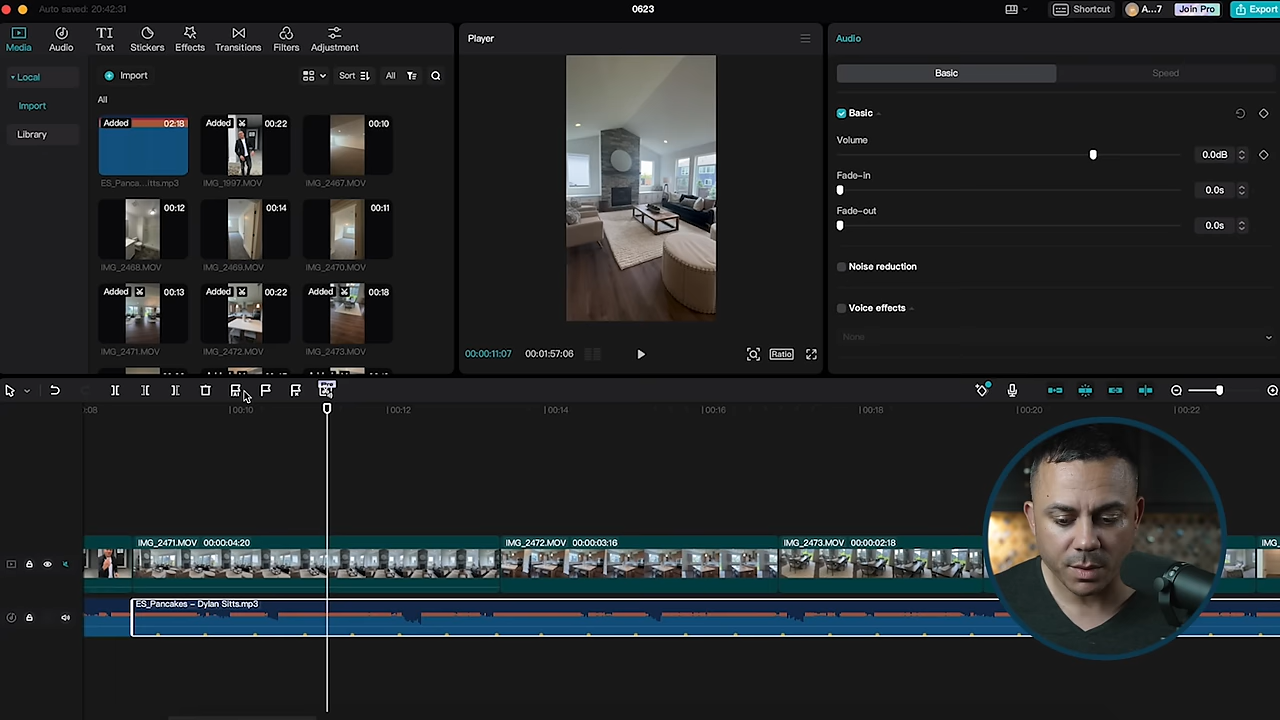 Auto saved: 20:42:31
0623
Shortcut
A...7
Join Pro
Export
Media
Audio
Text
Stickers
Effects
Transitions
Filters
Adjustment
Local
Import
Library
Import
Sort
All
All
Added
02:18
ES_Panca...itts.mp3
Added
00:22
IMG_1997.MOV
00:10
IMG_2467.MOV
00:12
IMG_2468.MOV
00:14
IMG_2469.MOV
00:11
IMG_2470.MOV
Added
00:13
IMG_2471.MOV
Added
00:22
IMG_2472.MOV
Added
00:18
IMG_2473.MOV
Player
00:00:11:07
00:01:57:06
Ratio
Audio
Basic
Speed
Basic
Volume
0.0dB
Fade-in
0.0s
Fade-out
0.0s
Noise reduction
Voice effects
None
Pro
:08
00:10
00:12
00:14
00:16
00:18
00:20
00:22
IMG_2471.MOV 00:00:04:20
IMG_2472.MOV 00:00:03:16
IMG_2473.MOV 00:00:02:18
IMG_
ES_Pancakes – Dylan Sitts.mp3